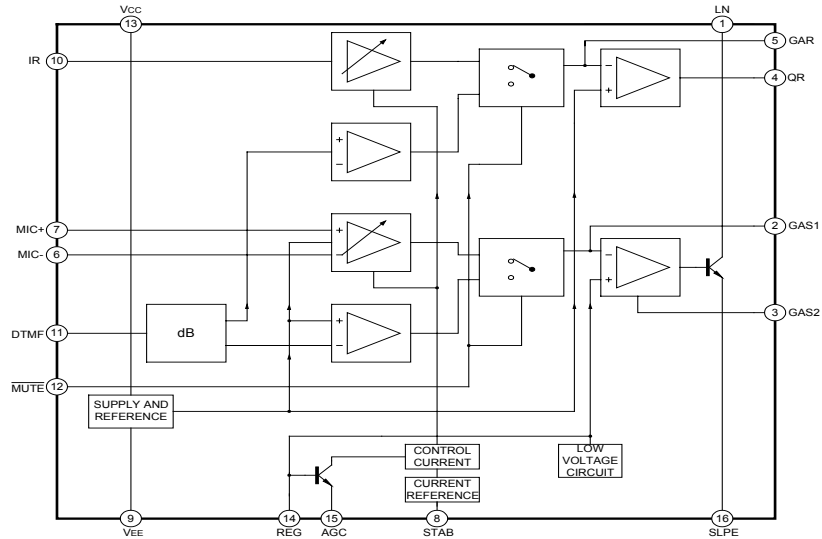 VCC
13
LN
1
5 GAR
IR 10
4 QR
+
−
−
+
MIC+ 7
+
2 GAS1
MIC- 6
−
−
+
3 GAS2
DTMF 11
dB
+
−
MUTE 12
SUPPLY AND
REFERENCE
CONTROL
CURRENT
LOW
VOLTAGE
CIRCUIT
CURRENT
REFERENCE
9
14
15
8
16
VEE
REG
AGC
STAB
SLPE